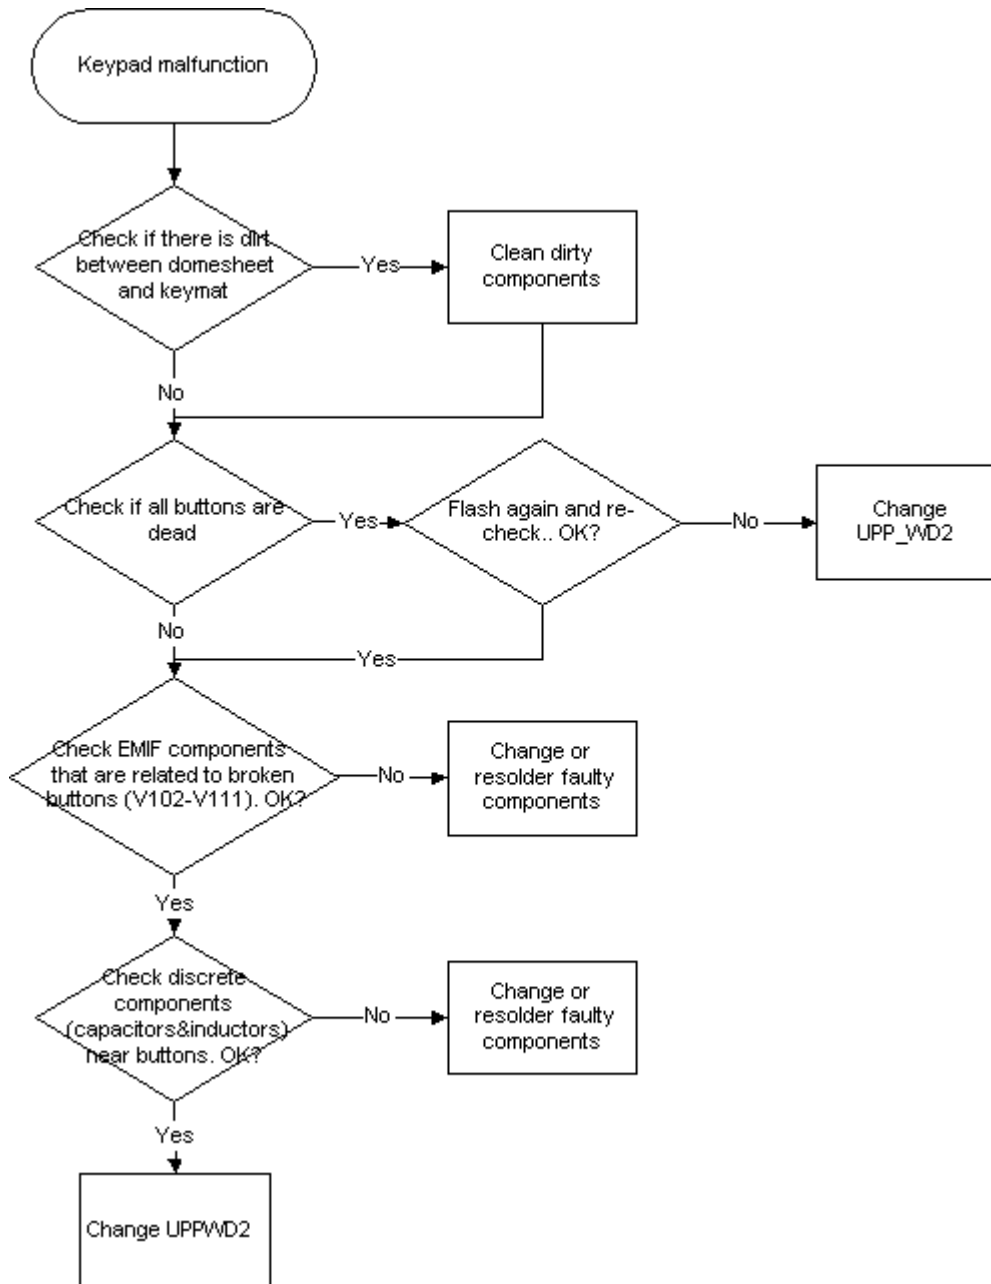 Keypad malfunction
Check if there is dirt
between domesheet
and keymat
Yes
Clean dirty
components
No
Check if all buttons are
dead
Yes
Flash again and re-
check.. OK?
No
Change
UPP_WD2
No
Yes
Check EMIF components
that are related to broken
buttons (V102-V111). OK?
No
Change or
resolder faulty
components
Yes
Check discrete
components
(capacitors&inductors)
near buttons. OK?
No
Change or
resolder faulty
components
Yes
Change UPPWD2